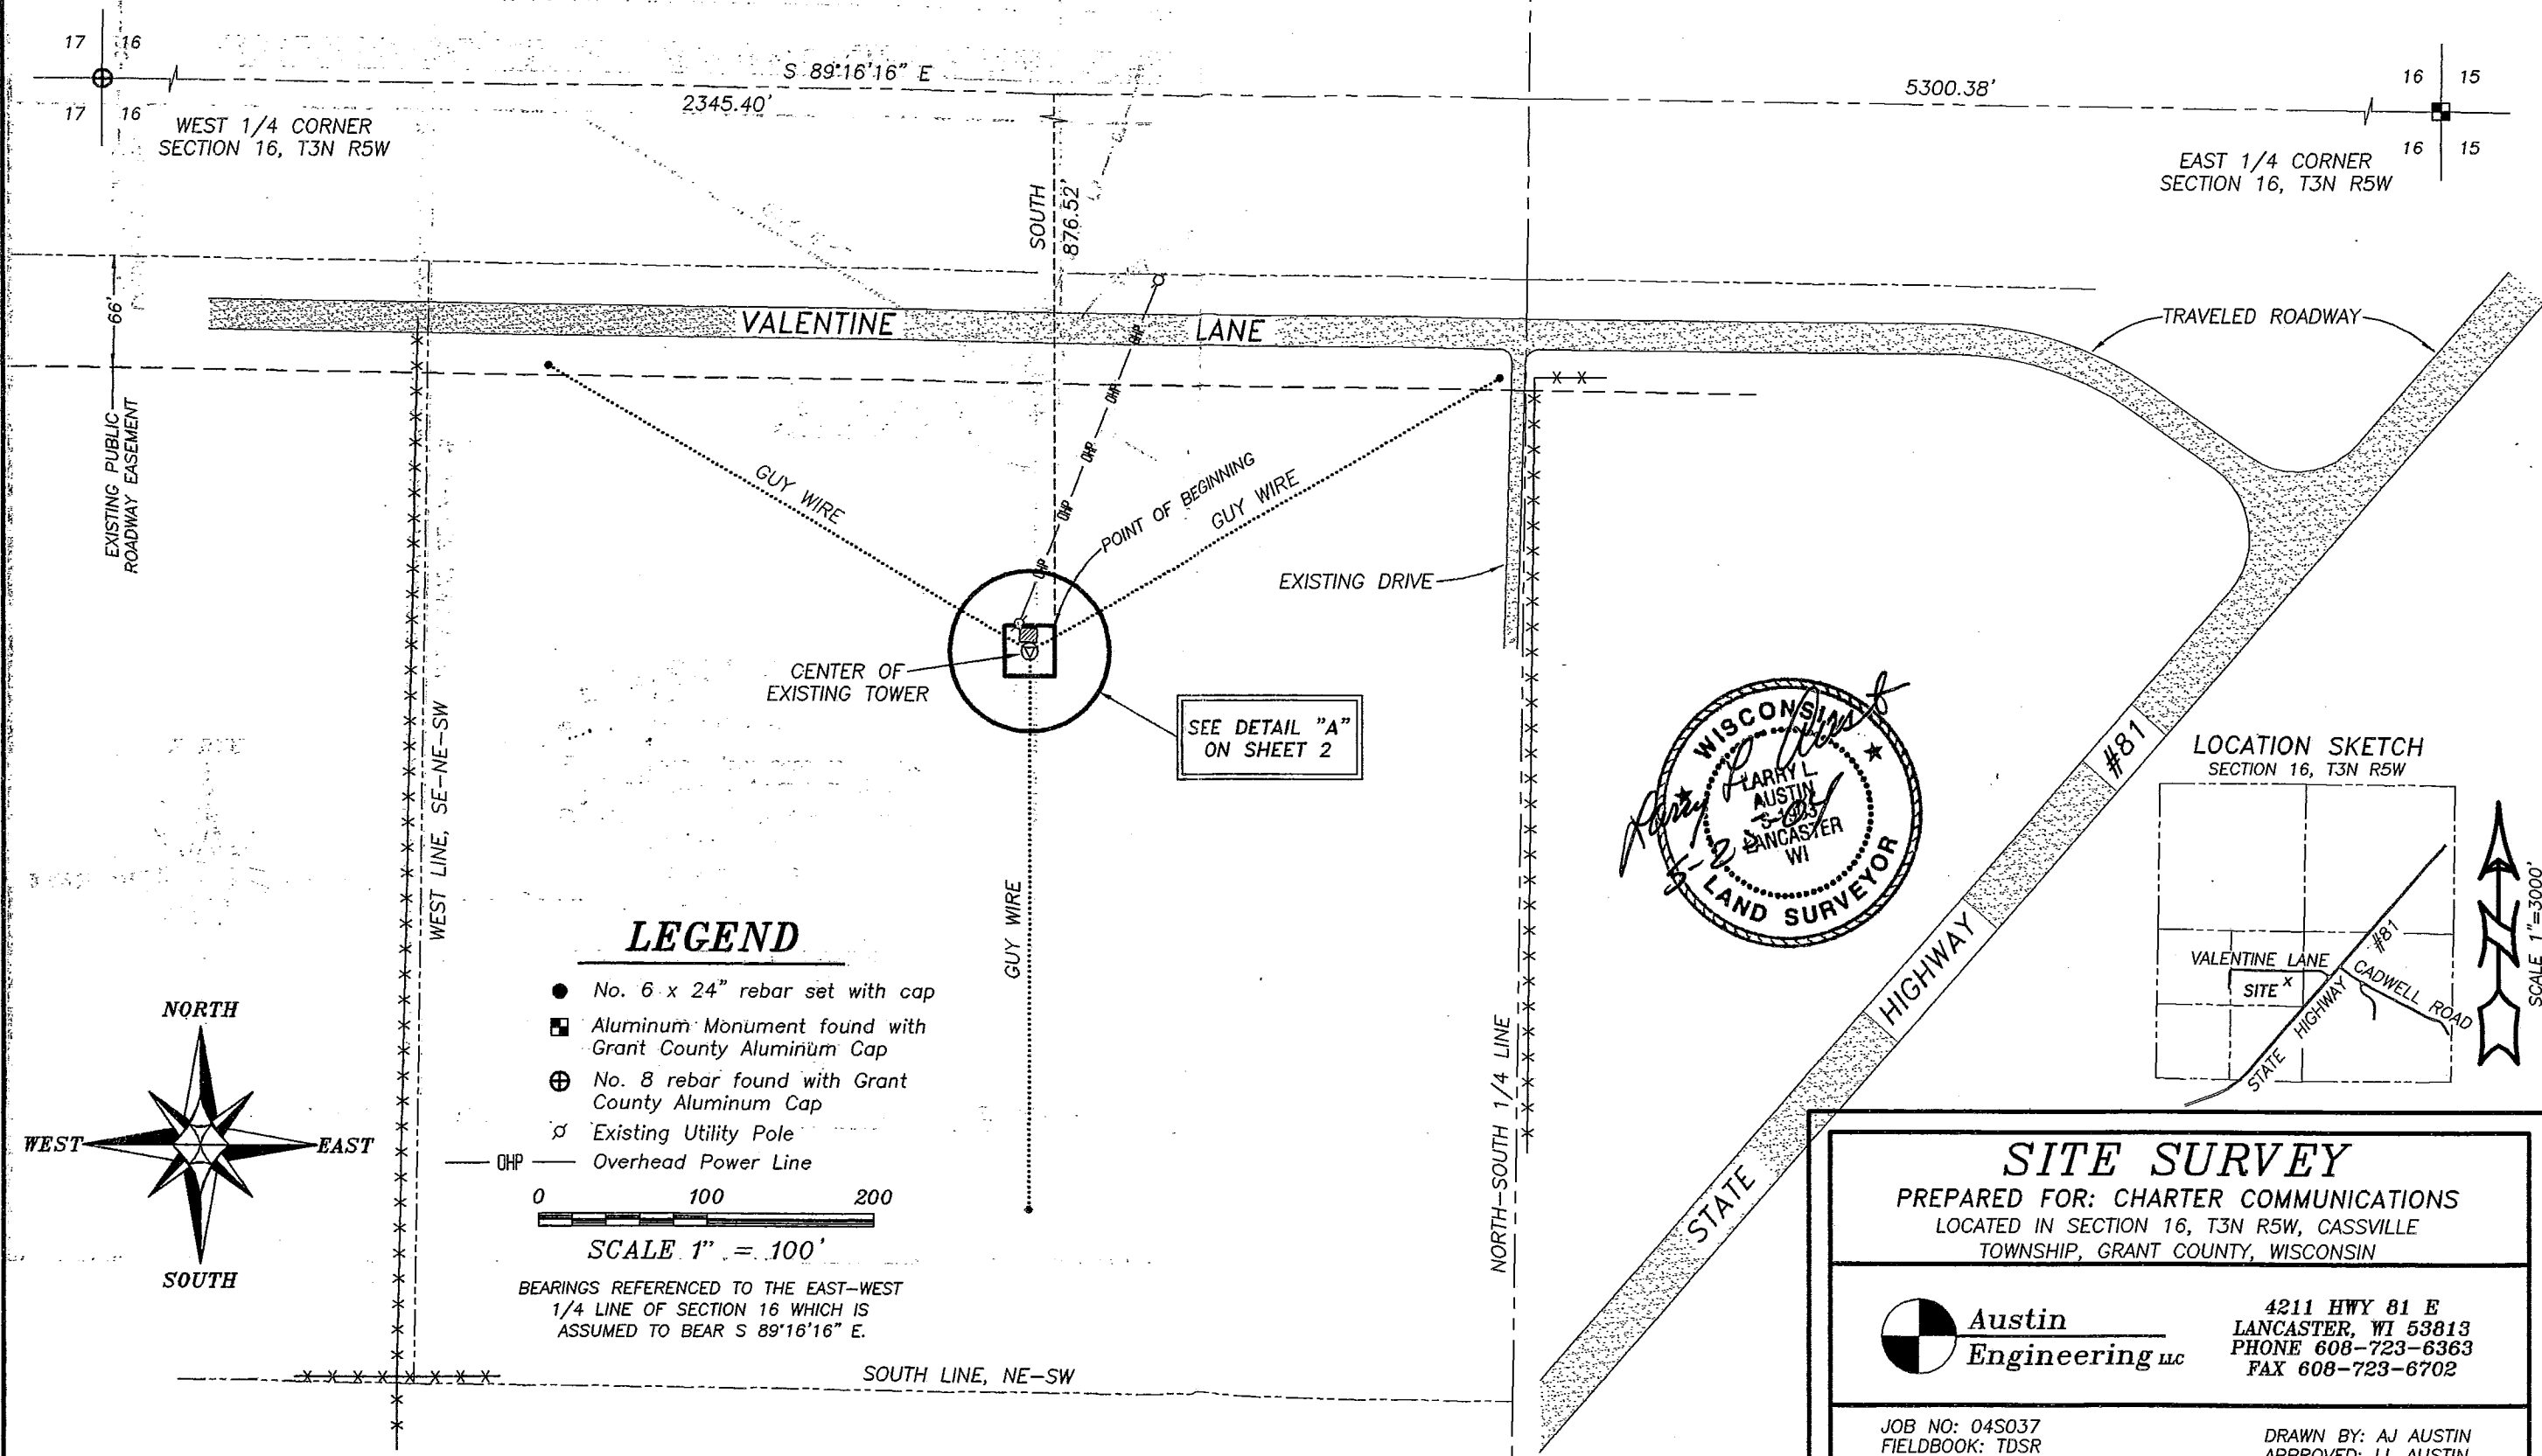 17 16
17 16
WEST 1/4 CORNER
SECTION 16, T3N R5W
S 89°16'16" E
2345.40'
5300.38'
16 15
16 15
EAST 1/4 CORNER
SECTION 16, T3N R5W
SOUTH
876.52'
66'
EXISTING PUBLIC
ROADWAY EASEMENT
VALENTINE LANE
TRAVELED ROADWAY
X X
OHP
OHP
OHP
OHP
OHP
GUY WIRE
POINT OF BEGINNING
GUY WIRE
EXISTING DRIVE
CENTER OF
EXISTING TOWER
SEE DETAIL "A"
ON SHEET 2
WEST LINE, SE-NE-SW
GUY WIRE
NORTH-SOUTH 1/4 LINE
STATE HIGHWAY #81
WISCONSIN
LARRY L.
AUSTIN
LANCASTER
WI
LAND SURVEYOR
LOCATION SKETCH
SECTION 16, T3N R5W
VALENTINE LANE
SITE X
#81
CADWELL ROAD
STATE HIGHWAY
N
SCALE 1"=3000'
LEGEND
No. 6 x 24" rebar set with cap
Aluminum Monument found with
Grant County Aluminum Cap
No. 8 rebar found with Grant
County Aluminum Cap
Existing Utility Pole
OHP Overhead Power Line
0 100 200
SCALE 1" = 100'
BEARINGS REFERENCED TO THE EAST-WEST
1/4 LINE OF SECTION 16 WHICH IS
ASSUMED TO BEAR S 89°16'16" E.
NORTH
WEST EAST
SOUTH
SOUTH LINE, NE-SW
SITE SURVEY
PREPARED FOR: CHARTER COMMUNICATIONS
LOCATED IN SECTION 16, T3N R5W, CASSVILLE
TOWNSHIP, GRANT COUNTY, WISCONSIN
Austin
Engineering LLC
4211 HWY 81 E
LANCASTER, WI 53813
PHONE 608-723-6363
FAX 608-723-6702
JOB NO: 04S037
FIELDBOOK: TDSR
DRAWN BY: AJ AUSTIN
APPROVED: LL AUSTIN